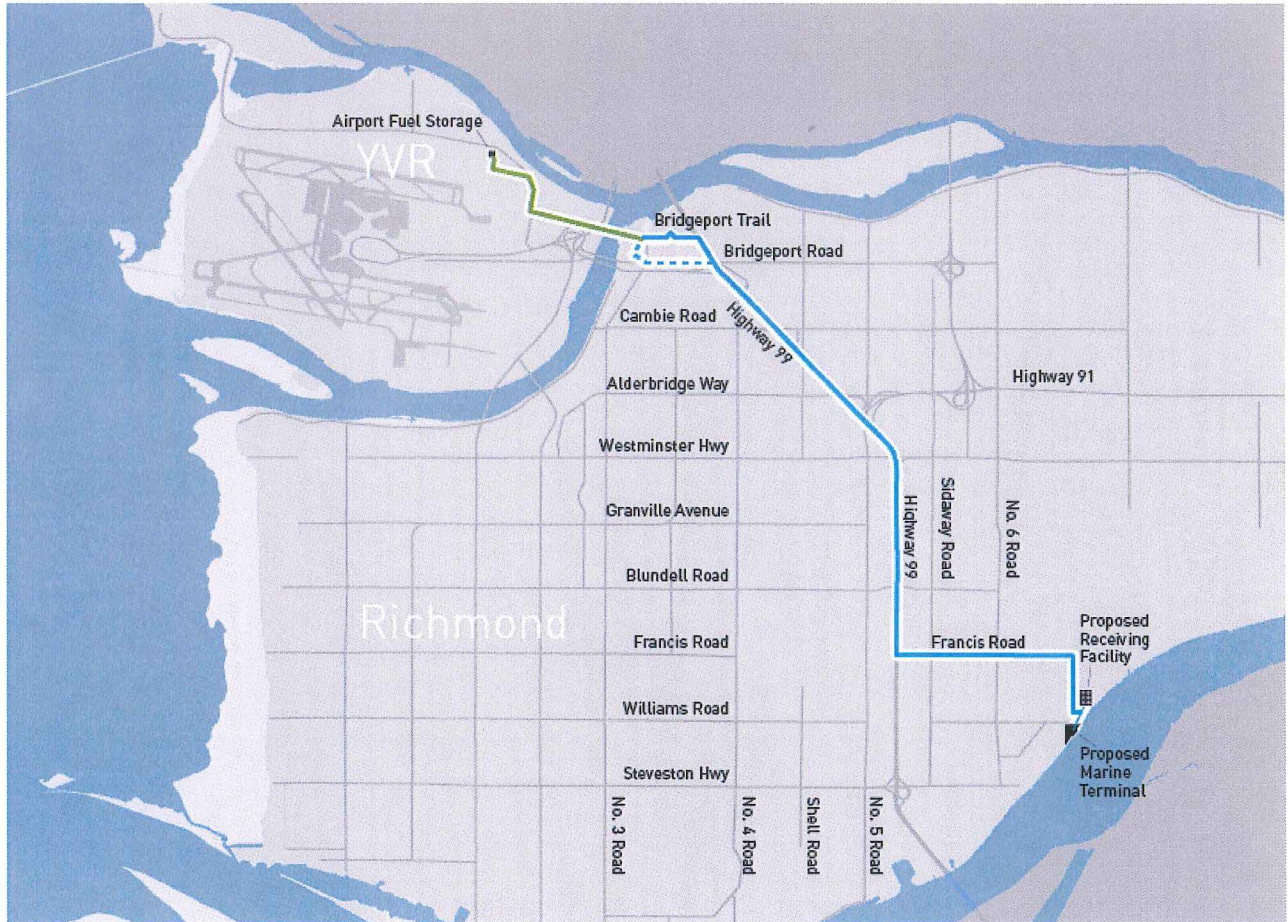 Airport Fuel Storage
YVR
Bridgeport Trail
Bridgeport Road
Cambie Road
Highway 99
Alderbridge Way
Highway 91
Westminster Hwy
Granville Avenue
Highway 99
Sidaway Road
No. 6 Road
Blundell Road
Richmond
Francis Road
Francis Road
Proposed
Receiving
Facility
Williams Road
Proposed
Marine
Terminal
Steveston Hwy
No. 3 Road
No. 4 Road
Shell Road
No. 5 Road